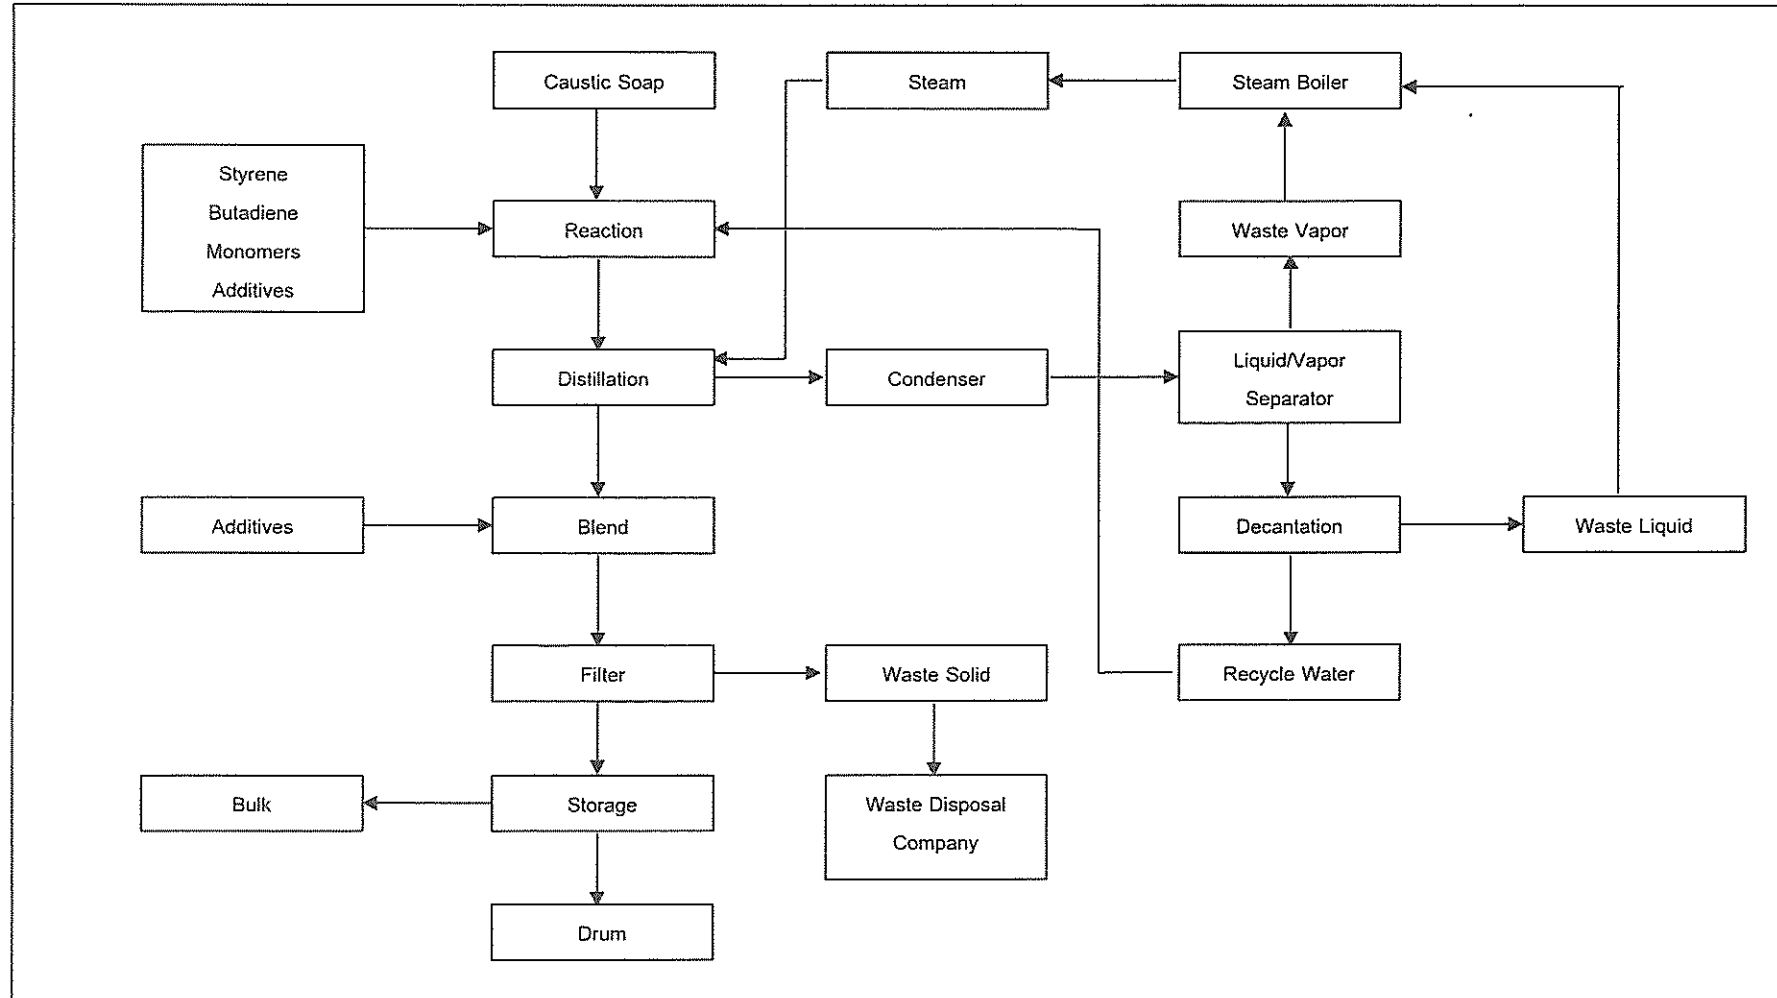 Caustic Soap
Steam
Steam Boiler
Styrene
Butadiene
Monomers
Additives
Reaction
Waste Vapor
Distillation
Condenser
Liquid/Vapor
Separator
Additives
Blend
Decantation
Waste Liquid
Filter
Waste Solid
Recycle Water
Bulk
Storage
Waste Disposal
Company
Drum